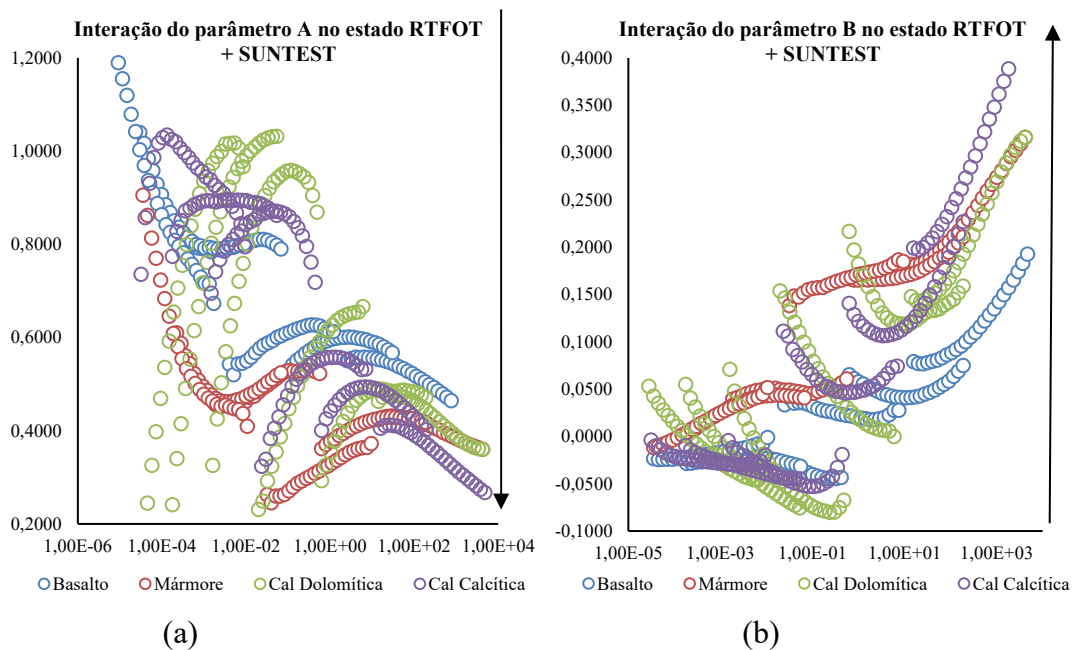 Interação do parâmetro A no estado RTFOT
+ SUNTEST
1,2000
1,0000
0,8000
0,6000
0,4000
0,2000
1,00E-06 1,00E-04 1,00E-02 1,00E+00 1,00E+02 1,00E+04
Basalto Mármore Cal Dolomítica Cal Calcítica
(a)
Interação do parâmetro B no estado RTFOT
+ SUNTEST
0,4000
0,3500
0,3000
0,2500
0,2000
0,1500
0,1000
0,0500
0,0000
-0,0500
-0,1000
1,00E-05 1,00E-03 1,00E-01 1,00E+01 1,00E+03
Basalto Mármore Cal Dolomítica Cal Calcítica
(b)